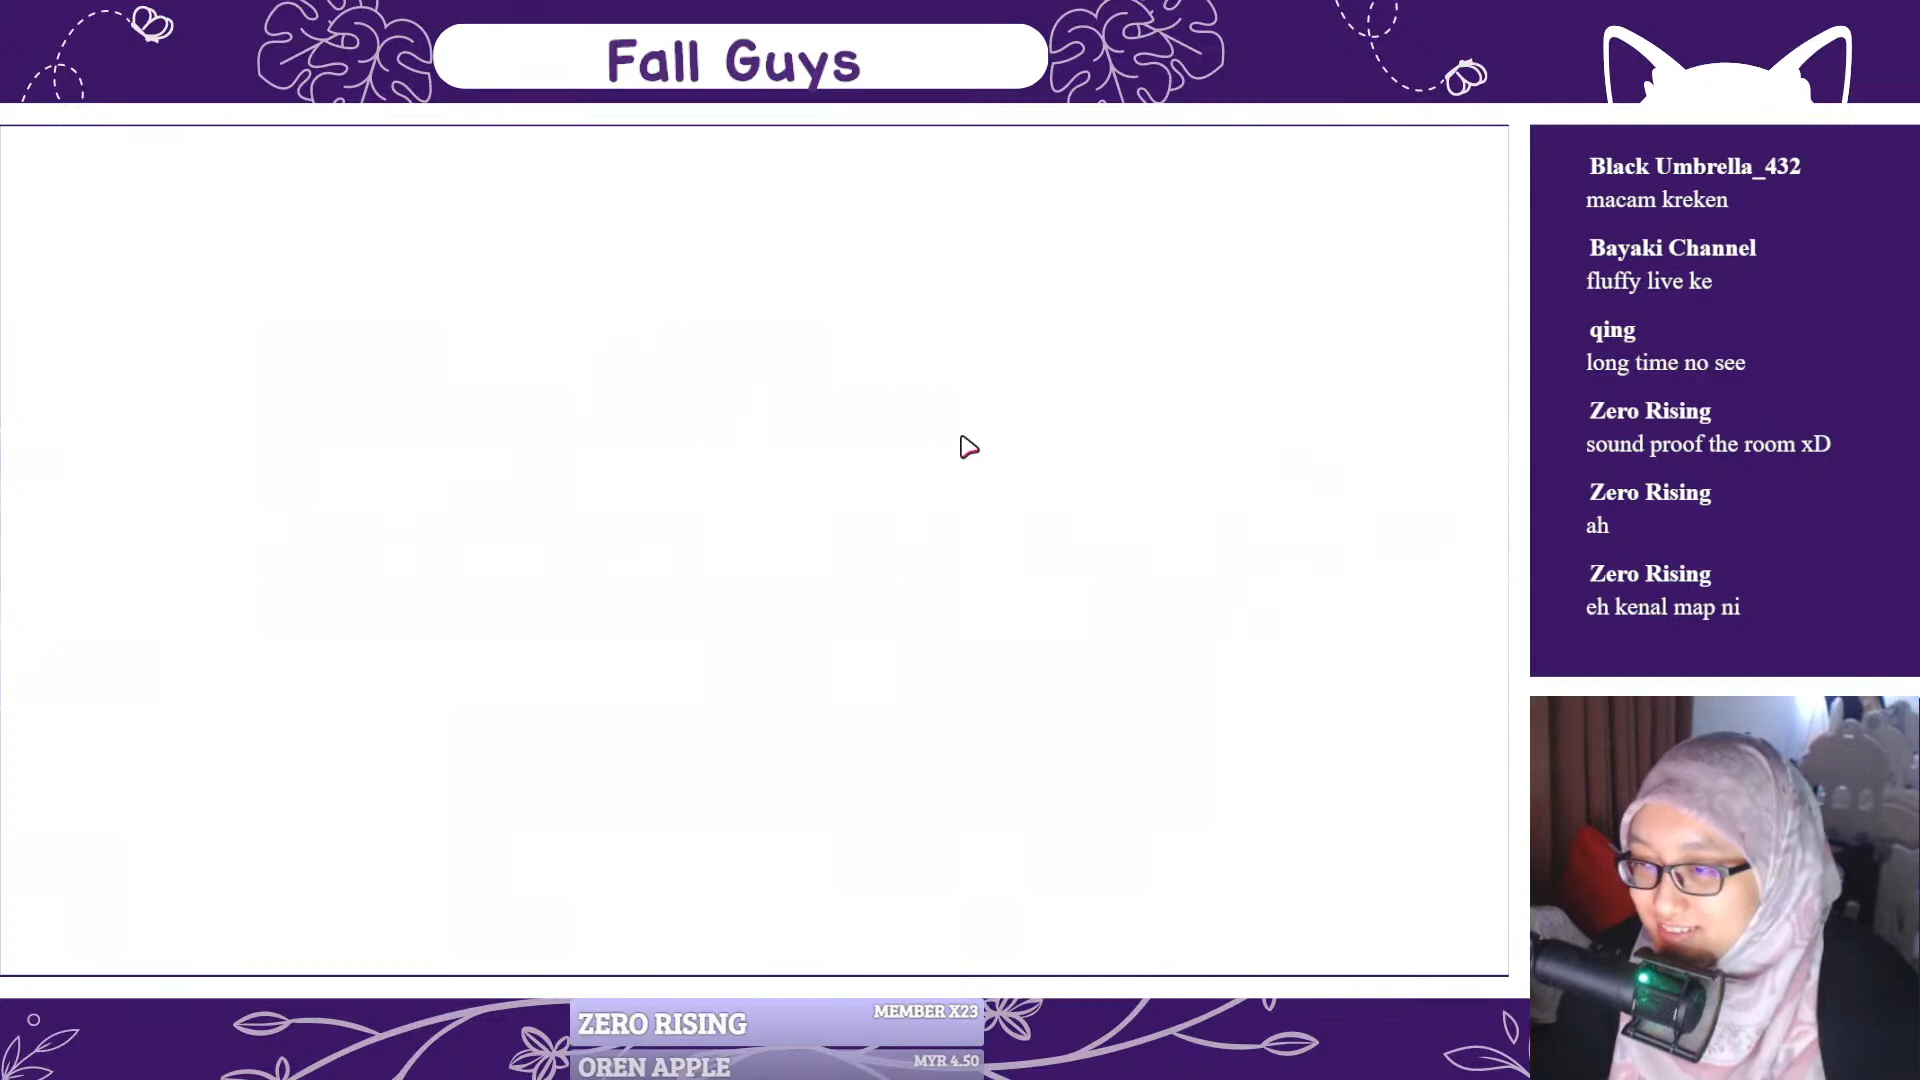 Fall Guys
Black Umbrella_432
macam kreken
Bayaki Channel
fluffy live ke
qing
long time no see
Zero Rising
sound proof the room xD
Zero Rising
ah
Zero Rising
eh kenal map ni
ZERO RISING MEMBER X23
OREN APPLE MYR 4.50